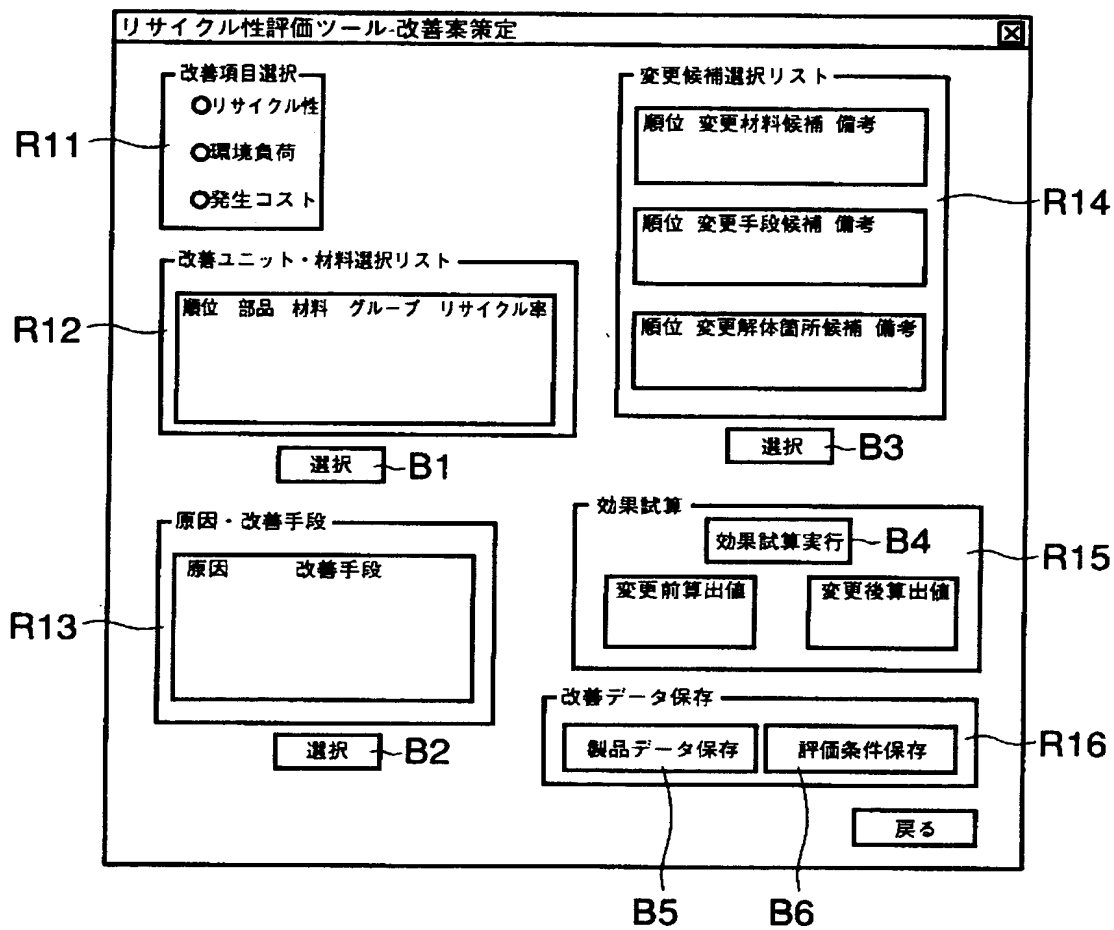 リサイクル性評価ツール-改善案策定
改善項目選択
リサイクル性
環境負荷
発生コスト
R11
改善ユニット・材料選択リスト
順位 部品 材料 グループ リサイクル率
R12
選択
B1
原因・改善手段
原因 改善手段
R13
選択
B2
変更候補選択リスト
順位 変更材料候補 備考
順位 変更手段候補 備考
順位 変更解体箇所候補 備考
R14
選択
B3
効果試算
効果試算実行
B4
変更前算出値
変更後算出値
R15
改善データ保存
製品データ保存
評価条件保存
R16
戻る
B5
B6